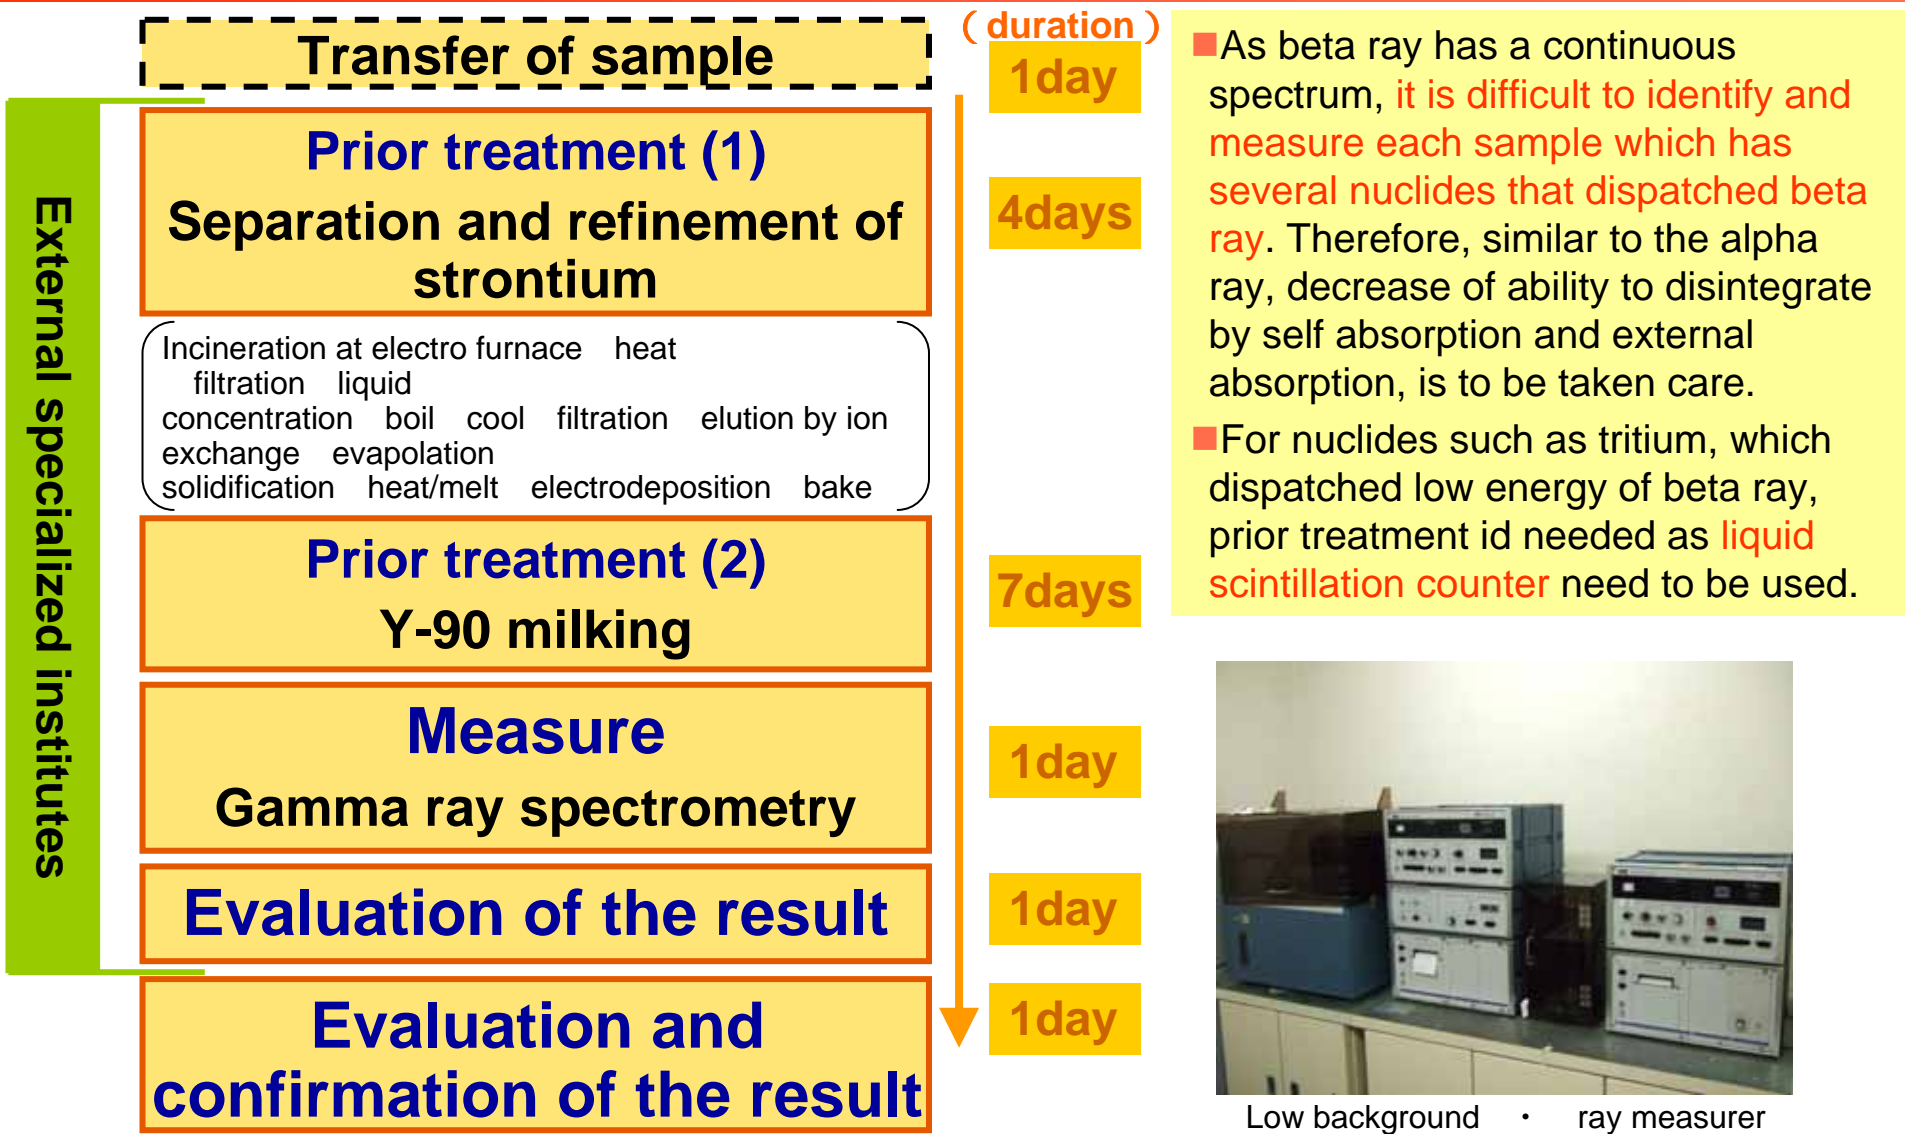 Transfer of sample
External specialized institutes
Prior treatment (1)
Separation and refinement of
strontium
Incineration at electro furnace heat
filtration liquid
concentration boil cool filtration elution by ion
exchange evapolation
solidification heat/melt electrodeposition bake
Prior treatment (2)
Y-90 milking
Measure
Gamma ray spectrometry
Evaluation of the result
Evaluation and
confirmation of the result
(duration)
1day
4days
7days
1day
1day
1day
■As beta ray has a continuous
spectrum, it is difficult to identify and
measure each sample which has
several nuclides that dispatched beta
ray. Therefore, similar to the alpha
ray, decrease of ability to disintegrate
by self absorption and external
absorption, is to be taken care.
■For nuclides such as tritium, which
dispatched low energy of beta ray,
prior treatment id needed as liquid
scintillation counter need to be used.
Low background ・ ray measurer